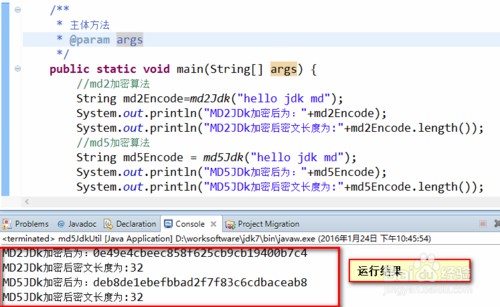 /**
 * 主体方法
 * @param args
 */
public static void main(String[] args) {
//md2加密算法
String md2Encode=md2Jdk("hello jdk md");
System.out.println("MD2JDk加密后为："+md2Encode);
System.out.println("MD2JDk加密后密文长度为:"+md2Encode.length());
//md5加密算法
String md5Encode = md5Jdk("hello jdk md");
System.out.println("MD5JDk加密后为："+md5Encode);
System.out.println("MD5JDk加密后密文长度为:"+md5Encode.length());
Problems @ Javadoc Declaration Console Project Migration
<terminated> md5JdkUtil [Java Application] D:\worksoftware\jdk7\bin\javaw.exe (2016年1月24日 下午10:45:54)
MD2JDk加密后为：0e49e4cbeec858f625cb9cb19400b7c4
MD2JDk加密后密文长度为:32
MD5JDk加密后为：deb8de1ebefbbad2f7f83c6cdbaceab8
MD5JDk加密后密文长度为:32
运行结果